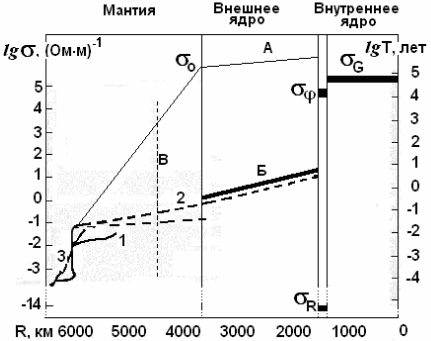 Мантия Внешнее ядро Внутреннее ядро
lgσ. (Ом·м)-1 lgT, лет
A
σo
σG
σφ
5 5
4 4
3 3
2 2
B
1 1
Б
0 0
2
-1 -1
1
-2 -2
3
-3 -4
σR
-14
R, км 6000 5000 4000 3000 2000 1000 0